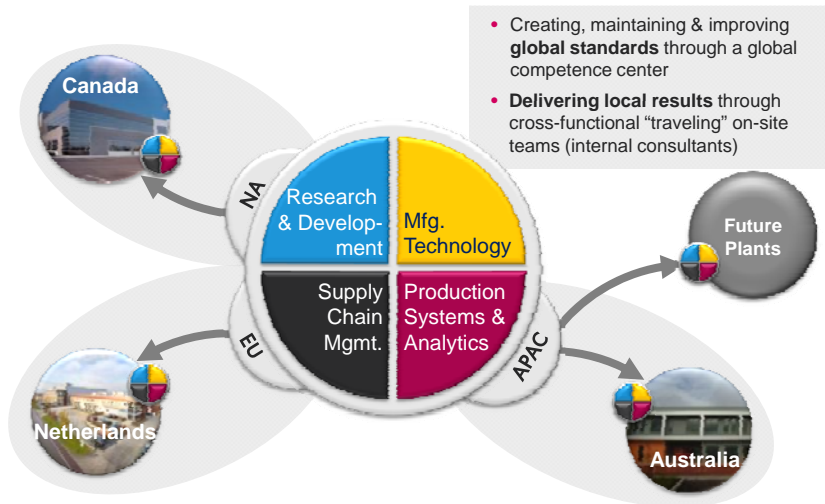 • Creating, maintaining & improving
global standards through a global
competence center
• Delivering local results through
cross-functional “traveling” on-site
teams (internal consultants)
Canada
NA
Research
& Develop-
ment
Mfg.
Technology
Supply
Chain
Mgmt.
Production
Systems &
Analytics
EU
APAC
Future
Plants
Netherlands
Australia